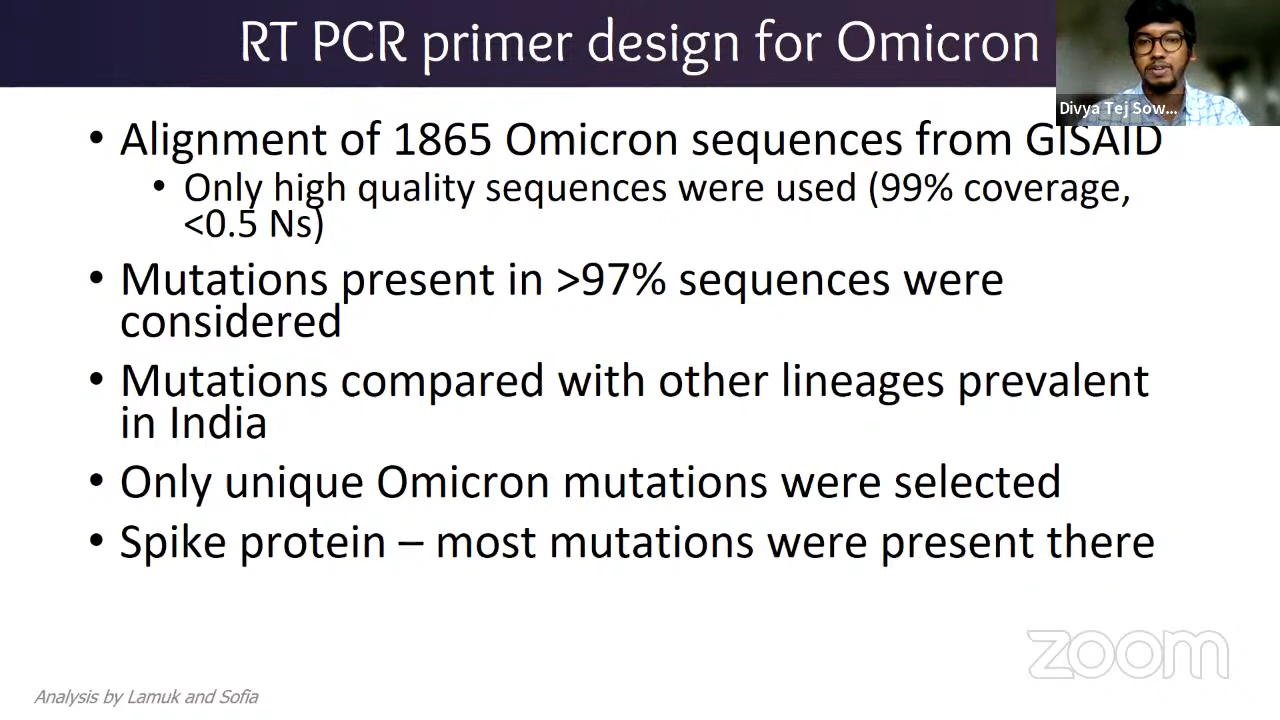 RT PCR primer design for Omicron
Divya Tej Sow...
• Alignment of 1865 Omicron sequences from GISAID
• Only high quality sequences were used (99% coverage,
<0.5 Ns)
• Mutations present in >97% sequences were
considered
• Mutations compared with other lineages prevalent
in India
• Only unique Omicron mutations were selected
• Spike protein – most mutations were present there
zoom
Analysis by Lamuk and Sofia